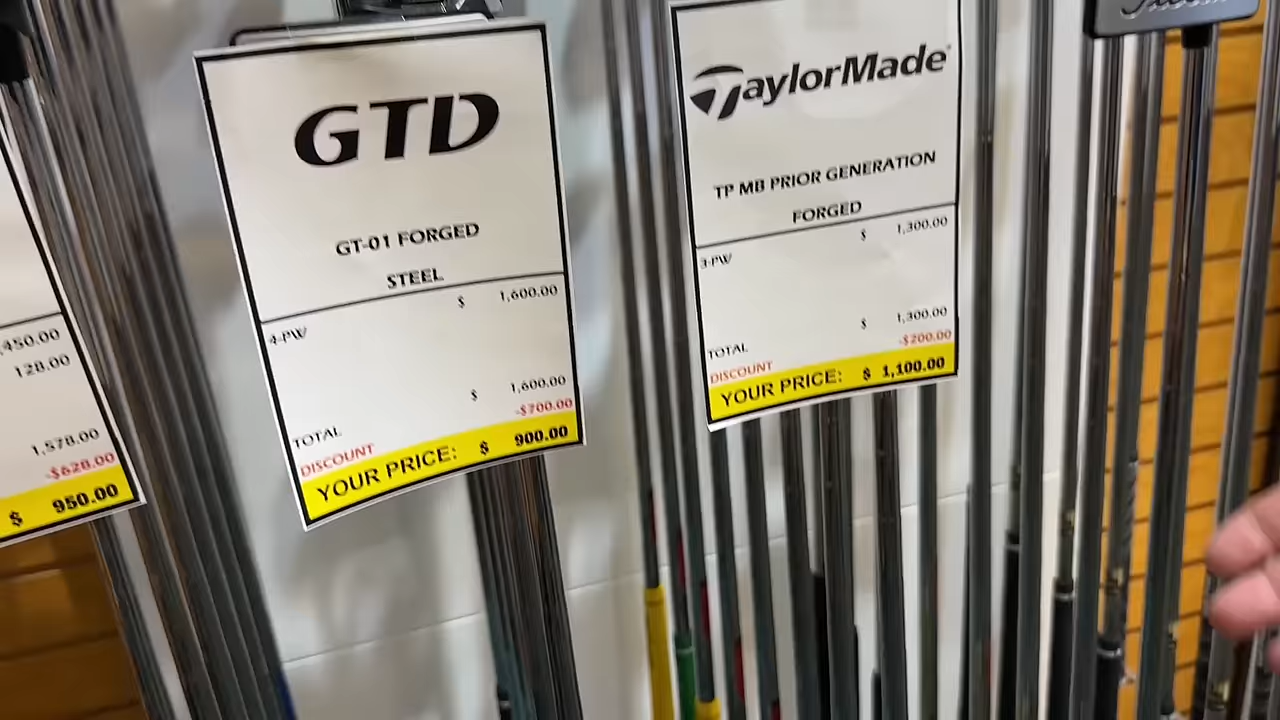 ,450.00
128.00
1,578.00
-$628.00
$ 950.00
GTD
GT-01 FORGED
STEEL
$ 1,600.00
4-PW
$ 1,600.00
TOTAL
DISCOUNT -$700.00
YOUR PRICE: $ 900.00
TaylorMade
TP MB PRIOR GENERATION
FORGED
$ 1,300.00
3-PW
$ 1,300.00
TOTAL
DISCOUNT -$200.00
YOUR PRICE: $ 1,100.00